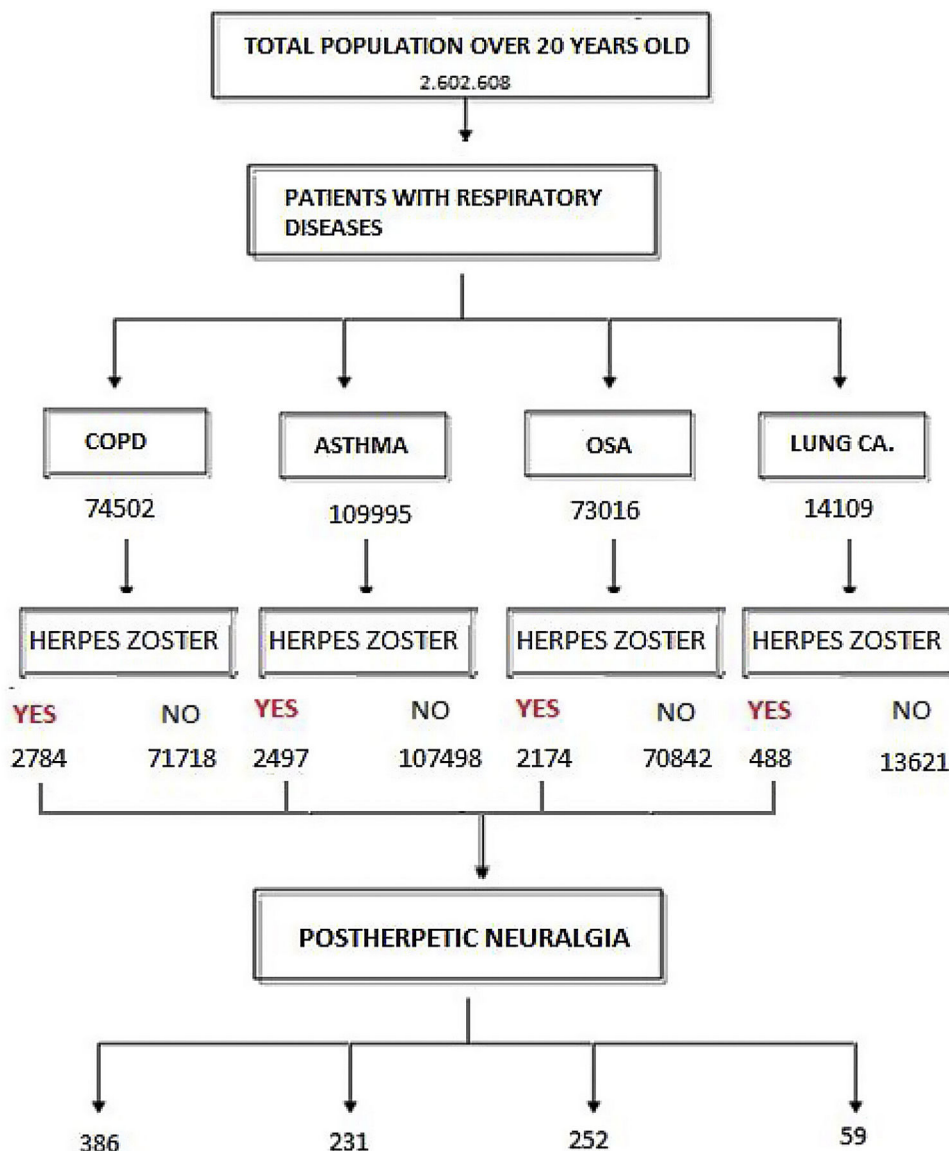 TOTAL POPULATION OVER 20 YEARS OLD
2.602.608
PATIENTS WITH RESPIRATORY
DISEASES
COPD
ASTHMA
OSA
LUNG CA.
74502
109995
73016
14109
HERPES ZOSTER
HERPES ZOSTER
HERPES ZOSTER
HERPES ZOSTER
YES NO YES NO YES NO YES NO
2784 71718 2497 107498 2174 70842 488 13621
POSTHERPETIC NEURALGIA
386
231
252
59